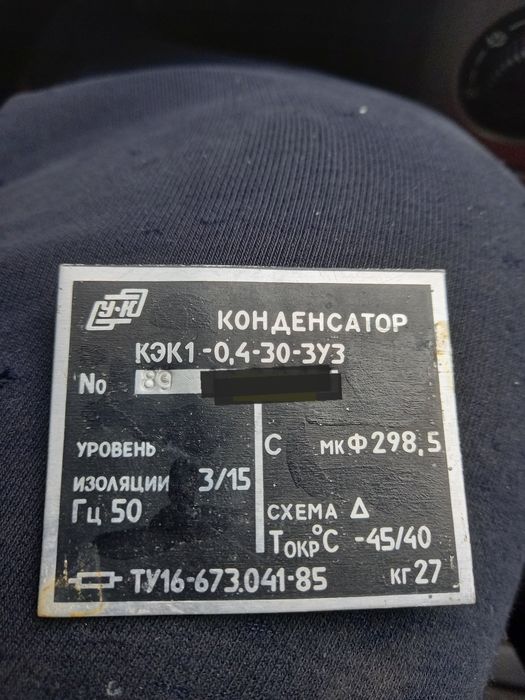 У-К
КОНДЕНСАТОР
КЭК1-0,4-30-3У3
No 89
УРОВЕНЬ
ИЗОЛЯЦИИ 3/15
Гц 50
С мкФ 298,5
СХЕМА Δ
Токр°С -45/40
ТУ16-673.041-85 кг 27